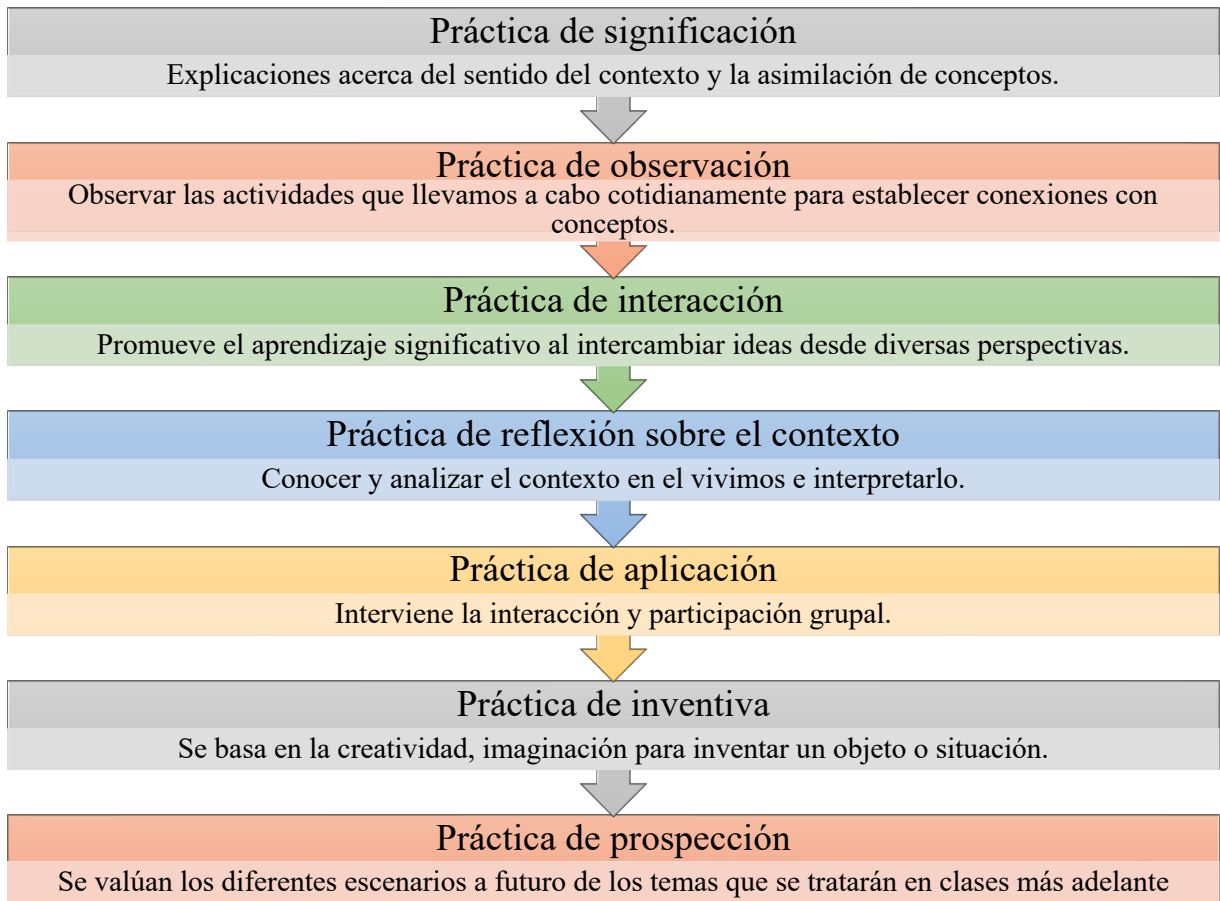 Práctica de significación
Explicaciones acerca del sentido del contexto y la asimilación de conceptos.
Práctica de observación
Observar las actividades que llevamos a cabo cotidianamente para establecer conexiones con
conceptos.
Práctica de interacción
Promueve el aprendizaje significativo al intercambiar ideas desde diversas perspectivas.
Práctica de reflexión sobre el contexto
Conocer y analizar el contexto en el vivimos e interpretarlo.
Práctica de aplicación
Interviene la interacción y participación grupal.
Práctica de inventiva
Se basa en la creatividad, imaginación para inventar un objeto o situación.
Práctica de prospección
Se valúan los diferentes escenarios a futuro de los temas que se tratarán en clases más adelante